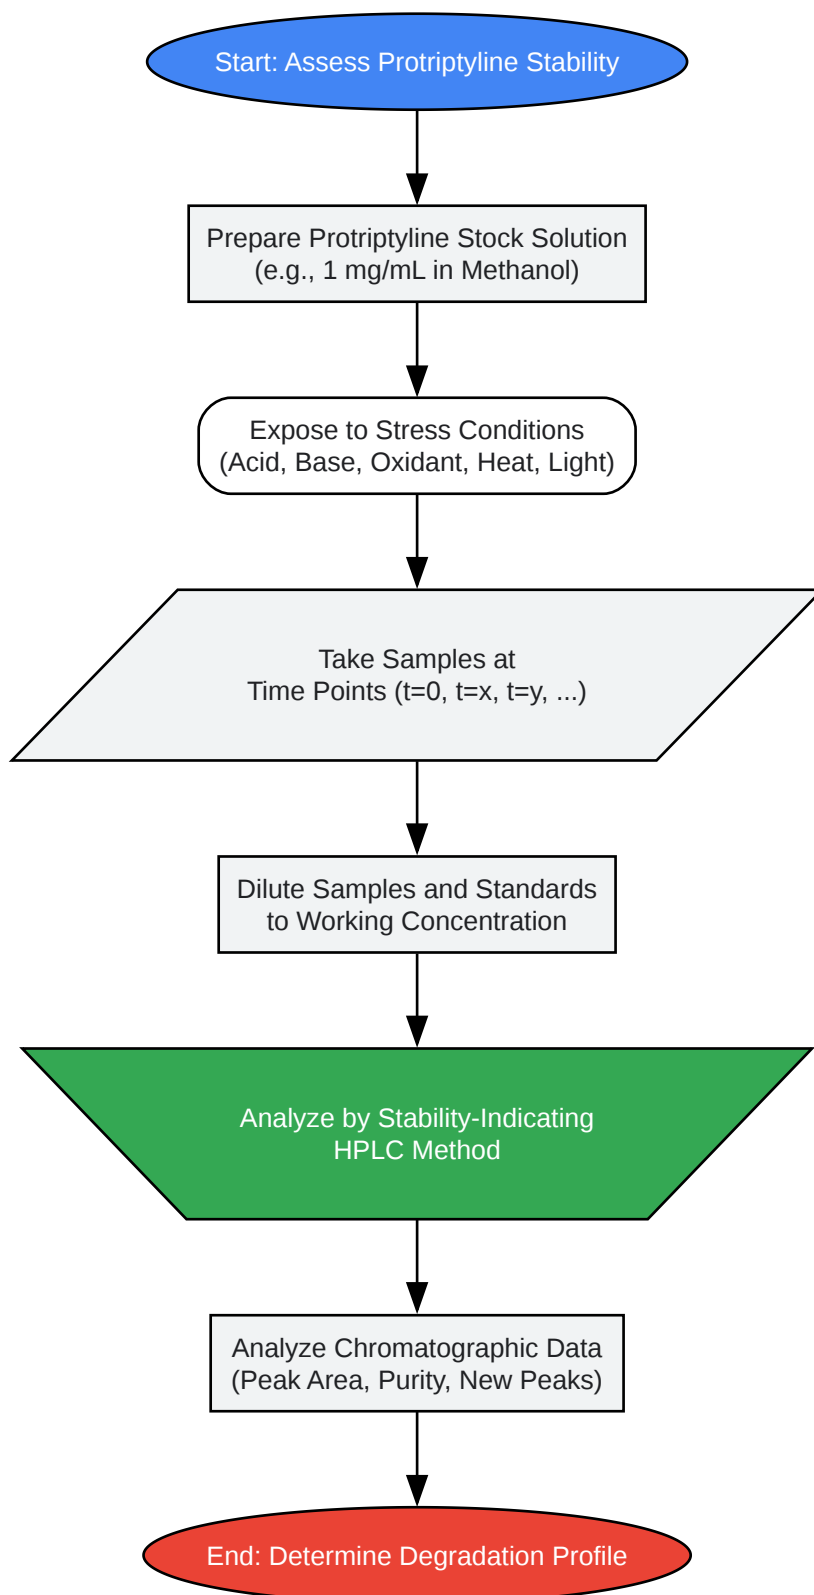 Start: Assess Protriptyline Stability
Prepare Protriptyline Stock Solution
(e.g., 1 mg/mL in Methanol)
Expose to Stress Conditions
(Acid, Base, Oxidant, Heat, Light)
Take Samples at
Time Points (t=0, t=x, t=y, ...)
Dilute Samples and Standards
to Working Concentration
Analyze by Stability-Indicating
HPLC Method
Analyze Chromatographic Data
(Peak Area, Purity, New Peaks)
End: Determine Degradation Profile